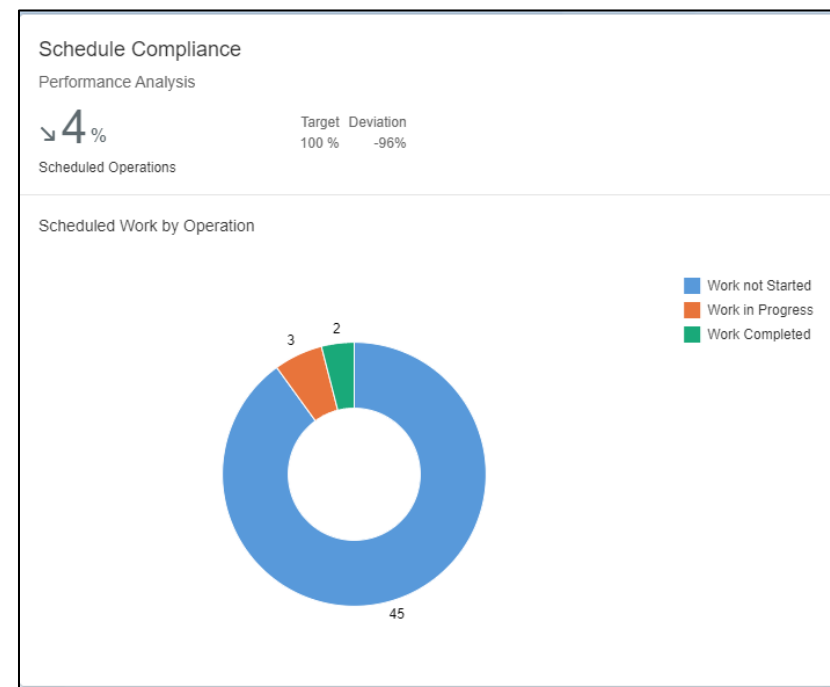 Schedule Compliance
Performance Analysis
↘4 %
Target Deviation
100 % -96%
Scheduled Operations
Scheduled Work by Operation
Work not Started
Work in Progress
Work Completed
3
2
45